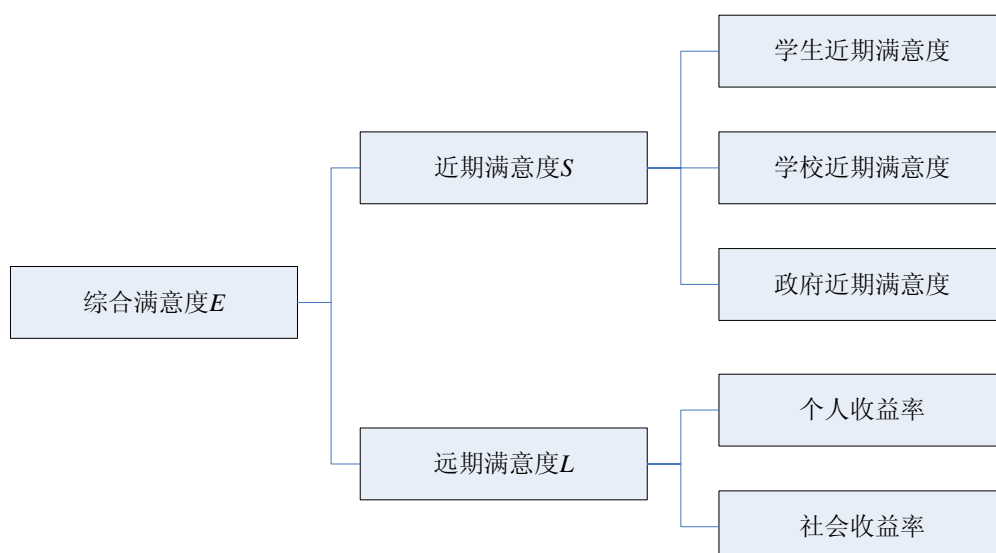 学生近期满意度
近期满意度S
学校近期满意度
政府近期满意度
综合满意度E
个人收益率
远期满意度L
社会收益率